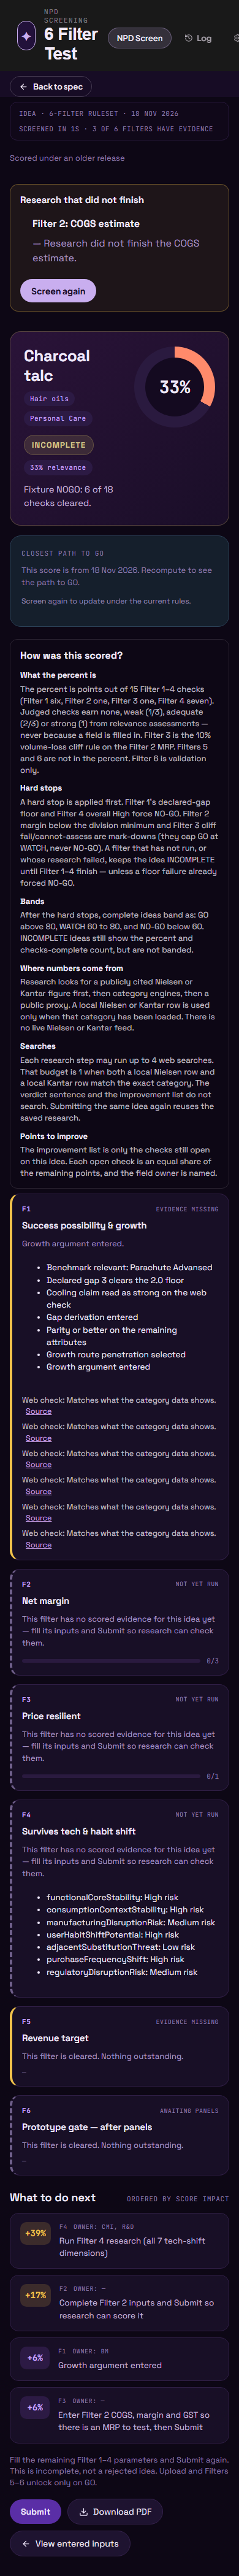 NPD
SCREENING
6 Filter
Test
NPD Screen
Log
Back to spec
IDEA · 6-FILTER RULESET · 18 NOV 2026
SCREENED IN 1S · 3 OF 6 FILTERS HAVE EVIDENCE
Scored under an older release
Research that did not finish
Filter 2: COGS estimate
— Research did not finish the COGS
estimate.
Screen again
Charcoal
talc
Hair oils
Personal Care
INCOMPLETE
33% relevance
33%
Fixture NOGO: 6 of 18
checks cleared.
CLOSEST PATH TO GO
This score is from 18 Nov 2026. Recompute to see
the path to GO.
Screen again to update under the current rules.
How was this scored?
What the percent is
The percent is points out of 15 Filter 1–4 checks
(Filter 1 six, Filter 2 one, Filter 3 one, Filter 4 seven).
Judged checks earn none, weak (1/3), adequate
(2/3) or strong (1) from relevance assessments —
never because a field is filled in. Filter 3 is the 10%
volume-loss cliff rule on the Filter 2 MRP. Filters 5
and 6 are not in the percent. Filter 6 is validation
only.
Hard stops
A hard stop is applied first. Filter 1's declared-gap
floor and Filter 4 overall High force NO-GO. Filter 2
margin below the division minimum and Filter 3 cliff
fail/cannot-assess are mark-downs (they cap GO at
WATCH, never NO-GO). A filter that has not run, or
whose research failed, keeps the idea INCOMPLETE
until Filter 1–4 finish — unless a floor failure already
forced NO-GO.
Bands
After the hard stops, complete ideas band as: GO
above 80, WATCH 60 to 80, and NO-GO below 60.
INCOMPLETE ideas still show the percent and
checks-complete count, but are not banded.
Where numbers come from
Research looks for a publicly cited Nielsen or
Kantar figure first, then category engines, then a
public proxy. A local Nielsen or Kantar row is used
only when that category has been loaded. There is
no live Nielsen or Kantar feed.
Searches
Each research step may run up to 4 web searches.
That budget is 1 when both a local Nielsen row and
a local Kantar row match the exact category. The
verdict sentence and the improvement list do not
search. Submitting the same idea again reuses the
saved research.
Points to improve
The improvement list is only the checks still open
on this idea. Each open check is an equal share of
the remaining points, and the field owner is named.
F1
EVIDENCE MISSING
Success possibility & growth
Growth argument entered.
• Benchmark relevant: Parachute Advansed
• Declared gap 3 clears the 2.0 floor
• Cooling claim read as strong on the web
check
• Gap derivation entered
• Parity or better on the remaining
attributes
• Growth route penetration selected
• Growth argument entered
Web check: Matches what the category data shows.
Source
Web check: Matches what the category data shows.
Source
Web check: Matches what the category data shows.
Source
Web check: Matches what the category data shows.
Source
Web check: Matches what the category data shows.
Source
Web check: Matches what the category data shows.
Source
F2
NOT YET RUN
Net margin
This filter has no scored evidence for this idea yet
— fill its inputs and Submit so research can check
them.
0/3
F3
NOT YET RUN
Price resilient
This filter has no scored evidence for this idea yet
— fill its inputs and Submit so research can check
them.
0/1
F4
NOT YET RUN
Survives tech & habit shift
This filter has no scored evidence for this idea yet
— fill its inputs and Submit so research can check
them.
• functionalCoreStability: High risk
• consumptionContextStability: High risk
• manufacturingDisruptionRisk: Medium risk
• userHabitShiftPotential: High risk
• adjacentSubstitutionThreat: Low risk
• purchaseFrequencyShift: High risk
• regulatoryDisruptionRisk: Medium risk
F5
EVIDENCE MISSING
Revenue target
This filter is cleared. Nothing outstanding.
—
F6
AWAITING PANELS
Prototype gate — after panels
This filter is cleared. Nothing outstanding.
—
What to do next
ORDERED BY SCORE IMPACT
+39%
F4 OWNER: CMI, R&D
Run Filter 4 research (all 7 tech-shift
dimensions)
+17%
F2 OWNER: —
Complete Filter 2 inputs and Submit so
research can score it
+6%
F1 OWNER: BM
Growth argument entered
+6%
F3 OWNER: —
Enter Filter 2 COGS, margin and GST so
there is an MRP to test, then Submit
Fill the remaining Filter 1–4 parameters and Submit again.
This is incomplete, not a rejected idea. Upload and Filters
5–6 unlock only on GO.
Submit
Download PDF
View entered inputs